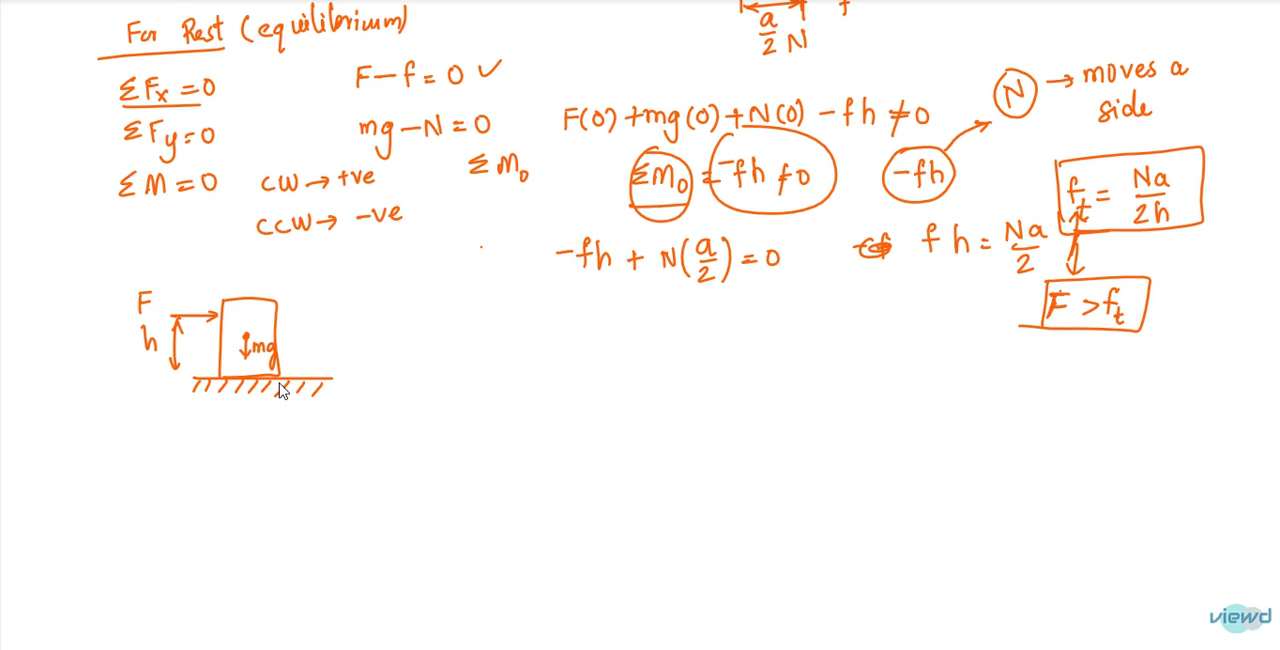 For Rest (equilibrium)
a/2 N
f
ΣFx = 0
F - f = 0 ✓
ΣFy = 0
mg - N = 0
ΣM = 0
cw → +ve
ccw → -ve
ΣM₀
F(0) + mg(0) + N(0) - fh ≠ 0
ΣM₀ = -fh ≠ 0
-fh
N → moves a
side
-fh + N(a/2) = 0
fh = Na/2
f_t = Na/2h
F > f_t
F
h
mg
viewd